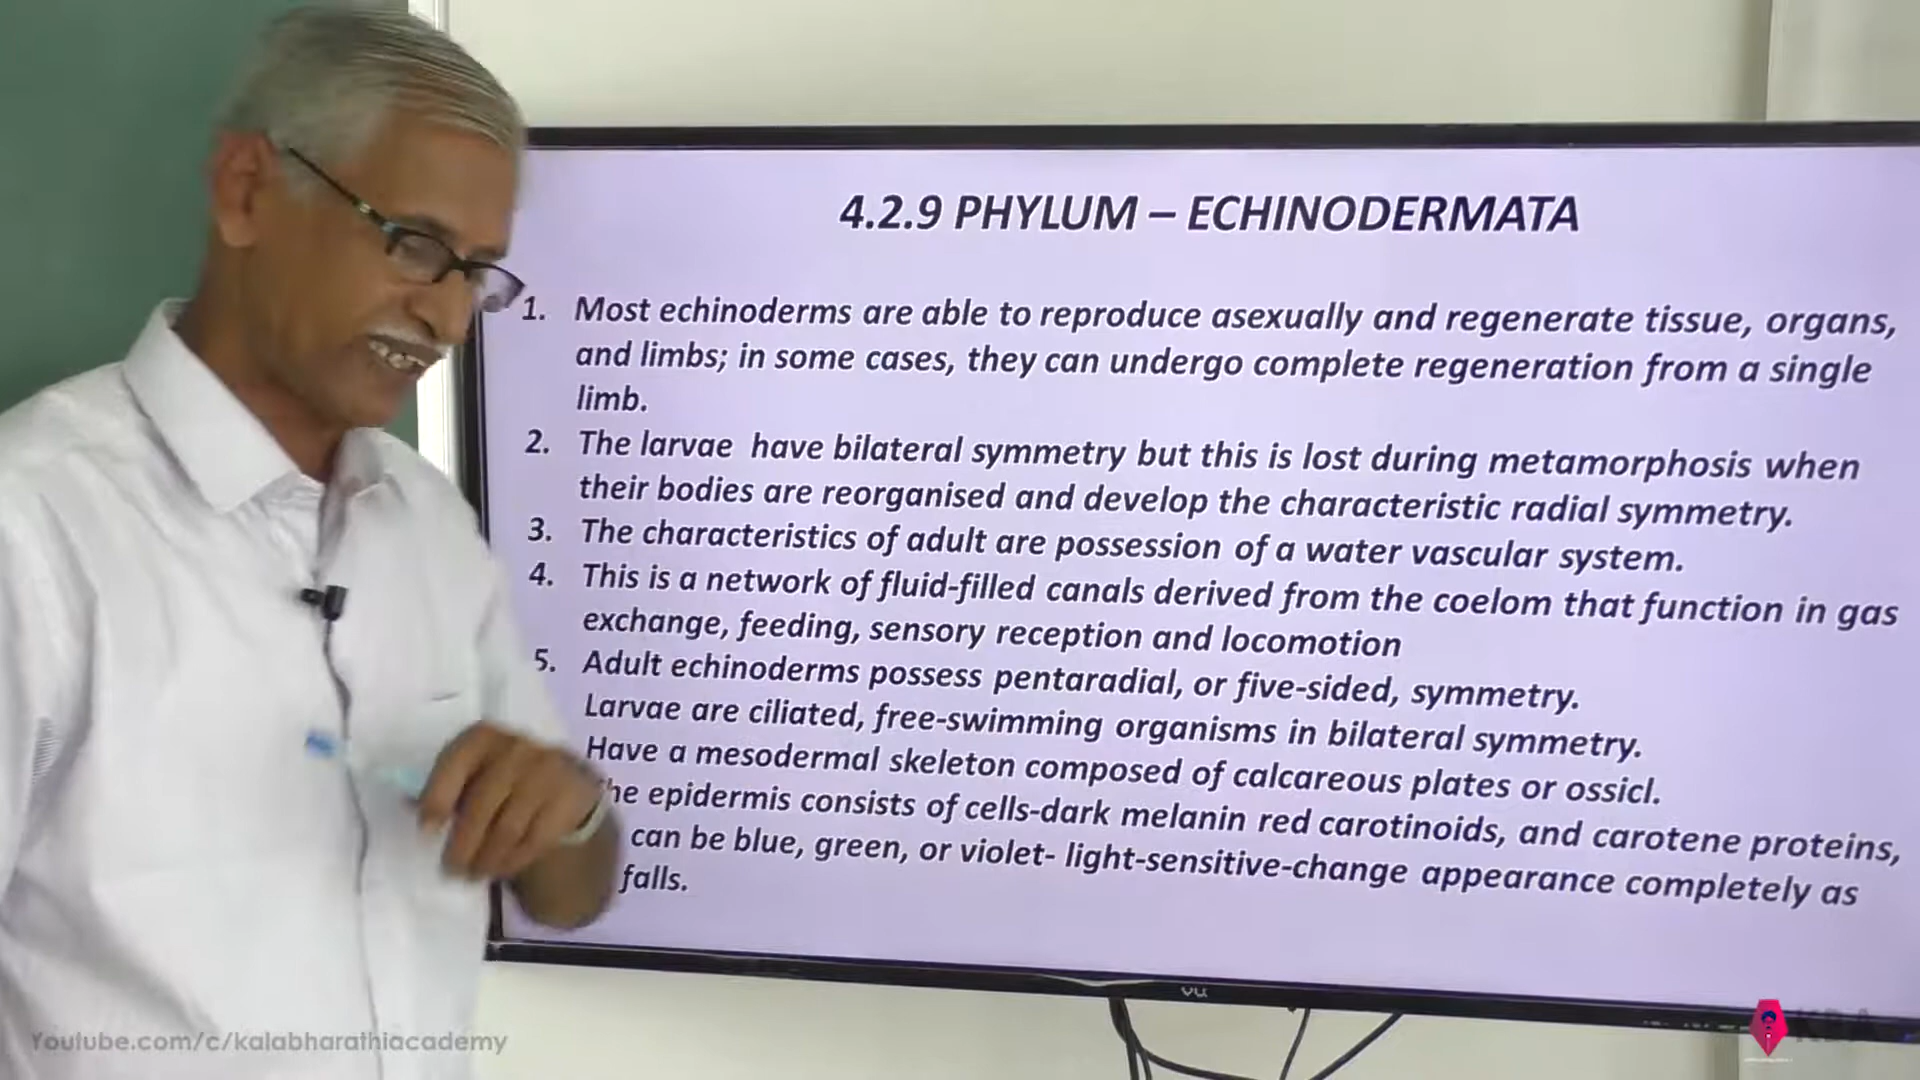 4.2.9 PHYLUM – ECHINODERMATA
1. Most echinoderms are able to reproduce asexually and regenerate tissue, organs,
and limbs; in some cases, they can undergo complete regeneration from a single
limb.
2. The larvae have bilateral symmetry but this is lost during metamorphosis when
their bodies are reorganised and develop the characteristic radial symmetry.
3. The characteristics of adult are possession of a water vascular system.
4. This is a network of fluid-filled canals derived from the coelom that function in gas
exchange, feeding, sensory reception and locomotion
5. Adult echinoderms possess pentaradial, or five-sided, symmetry.
Larvae are ciliated, free-swimming organisms in bilateral symmetry.
Have a mesodermal skeleton composed of calcareous plates or ossicl.
he epidermis consists of cells-dark melanin red carotinoids, and carotene proteins,
can be blue, green, or violet- light-sensitive-change appearance completely as
falls.
VU
Youtube.com/c/kalabharathiacademy
KBA